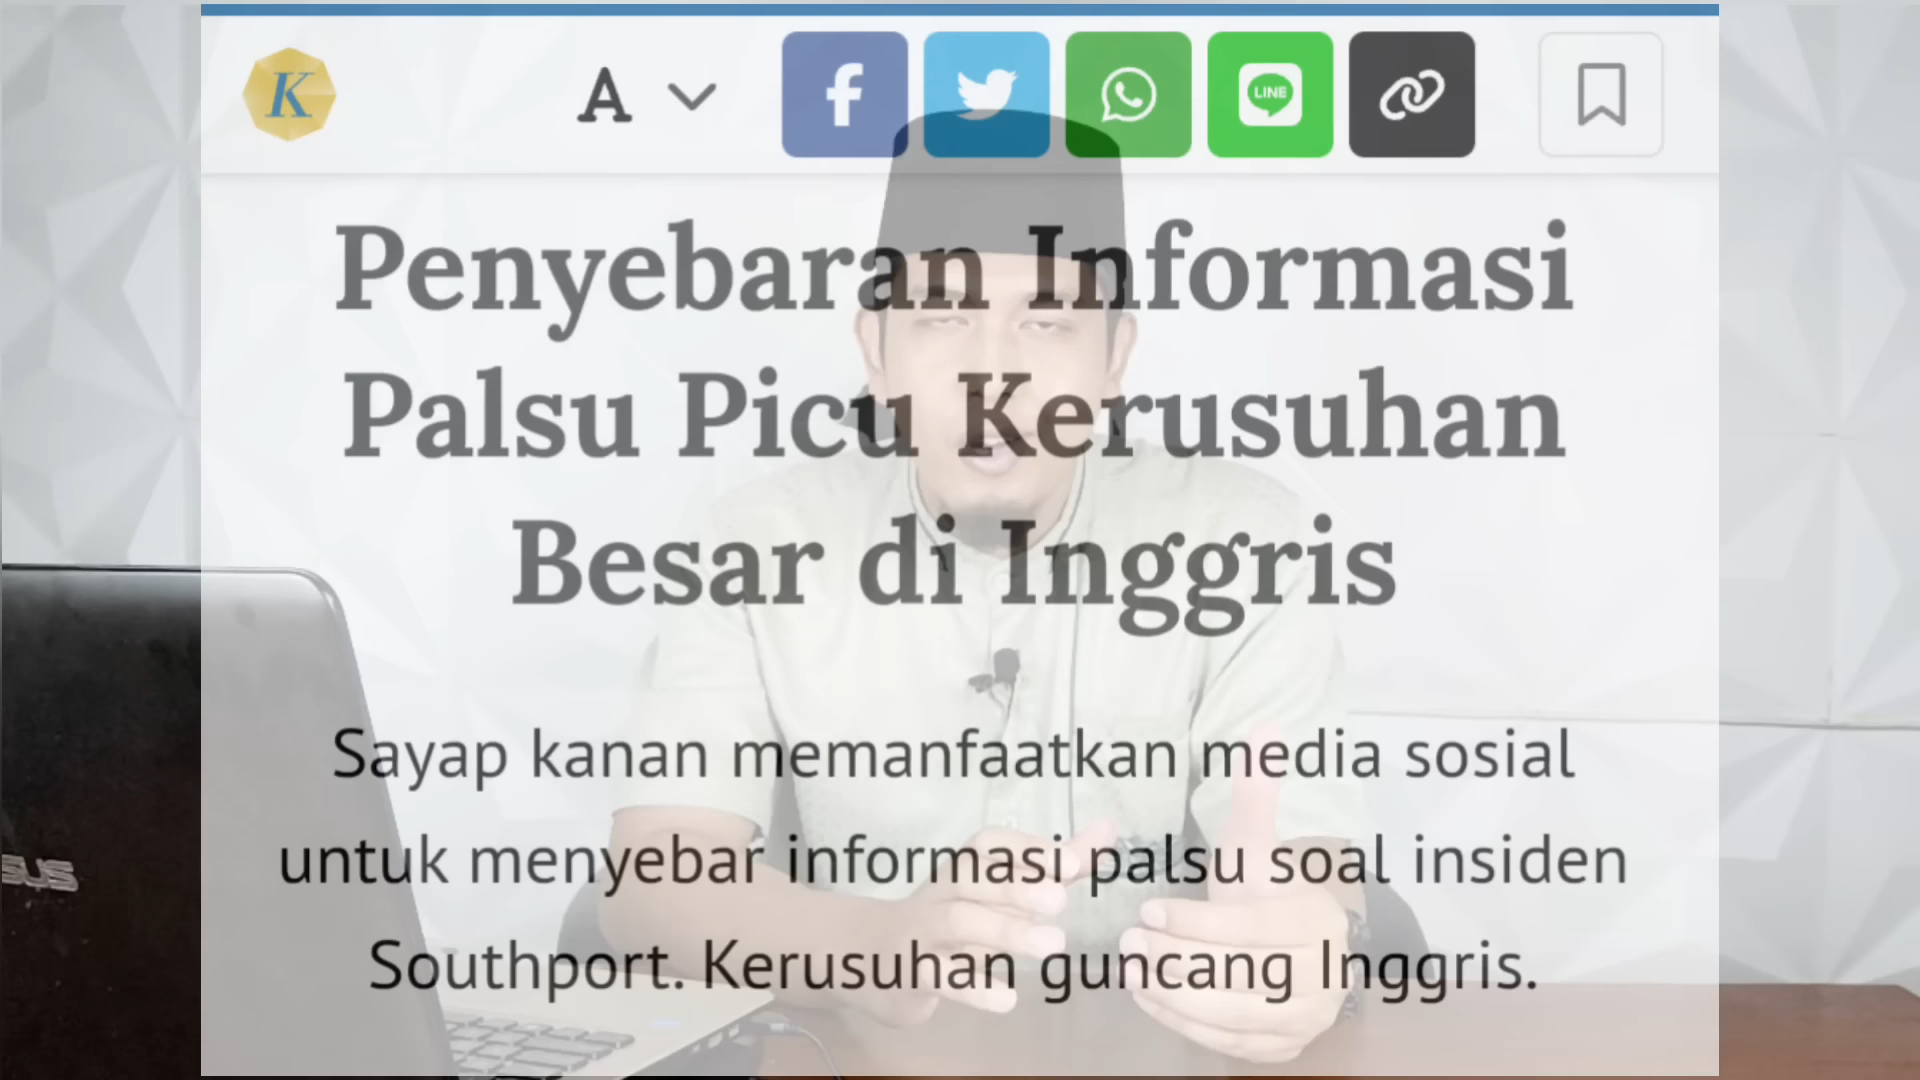 K
A
LINE
Penyebaran Informasi
Palsu Picu Kerusuhan
Besar di Inggris
Sayap kanan memanfaatkan media sosial
untuk menyebar informasi palsu soal insiden
Southport. Kerusuhan guncang Inggris.
SUS